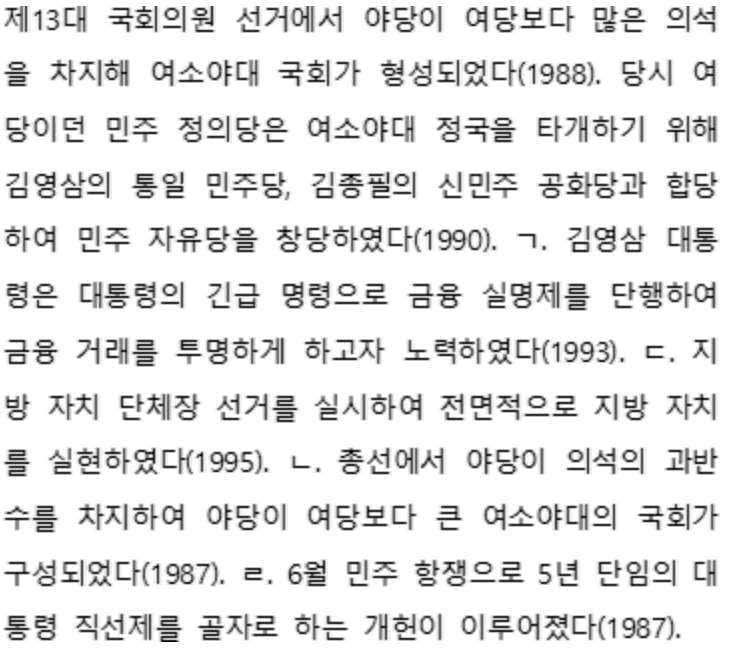 제13대 국회의원 선거에서 야당이 여당보다 많은 의석
을 차지해 여소야대 국회가 형성되었다(1988). 당시 여
당이던 민주 정의당은 여소야대 정국을 타개하기 위해
김영삼의 통일 민주당, 김종필의 신민주 공화당과 합당
하여 민주 자유당을 창당하였다(1990). ㄱ. 김영삼 대통
령은 대통령의 긴급 명령으로 금융 실명제를 단행하여
금융 거래를 투명하게 하고자 노력하였다(1993). ㄷ. 지
방 자치 단체장 선거를 실시하여 전면적으로 지방 자치
를 실현하였다(1995). ㄴ. 총선에서 야당이 의석의 과반
수를 차지하여 야당이 여당보다 큰 여소야대의 국회가
구성되었다(1987). ㄹ. 6월 민주 항쟁으로 5년 단임의 대
통령 직선제를 골자로 하는 개헌이 이루어졌다(1987).